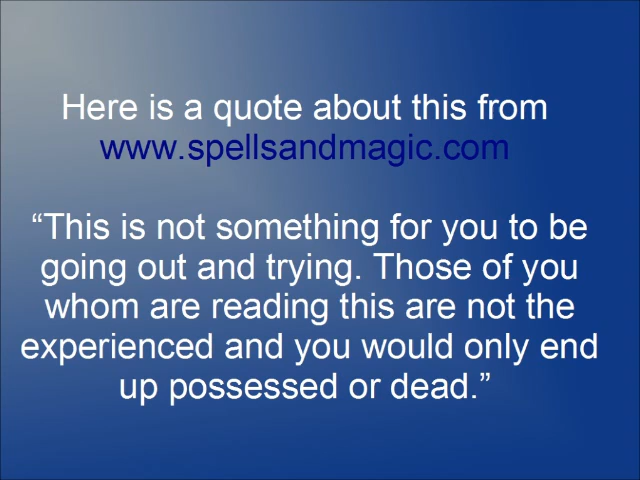 Here is a quote about this from
www.spellsandmagic.com
“This is not something for you to be
going out and trying. Those of you
whom are reading this are not the
experienced and you would only end
up possessed or dead.”